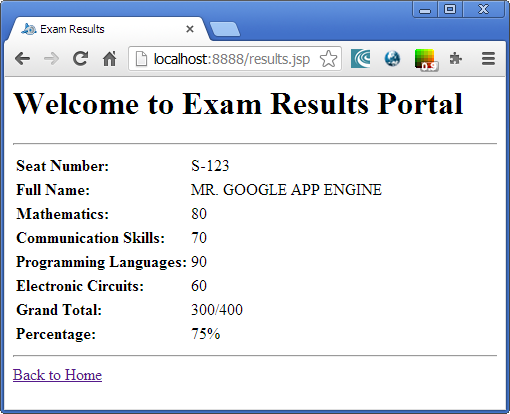 Exam Results
localhost:8888/results.jsp
0.9
Welcome to Exam Results Portal
Seat Number: S-123
Full Name: MR. GOOGLE APP ENGINE
Mathematics: 80
Communication Skills: 70
Programming Languages: 90
Electronic Circuits: 60
Grand Total: 300/400
Percentage: 75%
Back to Home